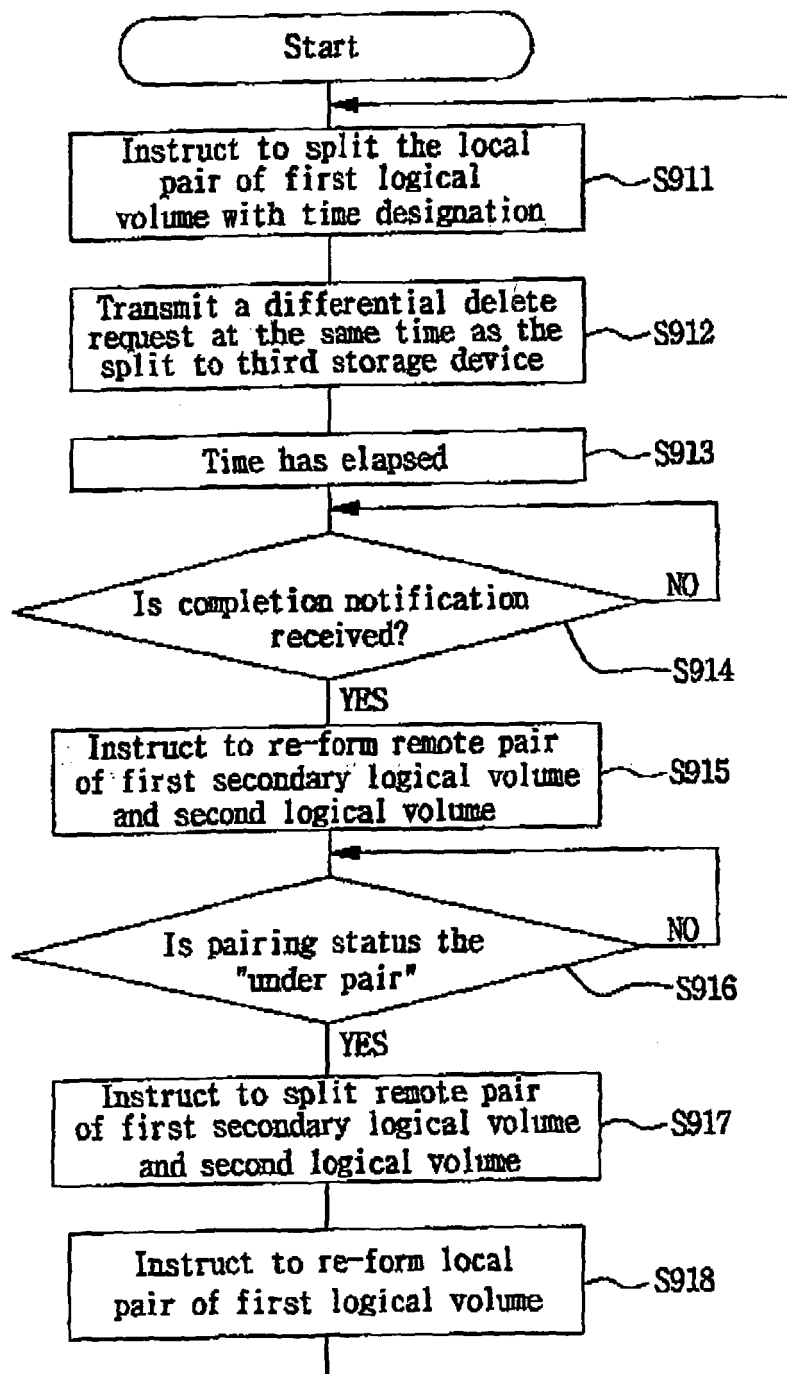 Start
Instruct to split the local
pair of first logical
volume with time designation
S911
Transmit a differential delete
request at the same time as the
split to third storage device
S912
Time has elapsed
S913
Is completion notification
received?
NO
S914
YES
Instruct to re-form remote pair
of first secondary logical volume
and second logical volume
S915
Is pairing status the
"under pair"
NO
S916
YES
Instruct to split remote pair
of first secondary logical volume
and second logical volume
S917
Instruct to re-form local
pair of first logical volume
S918